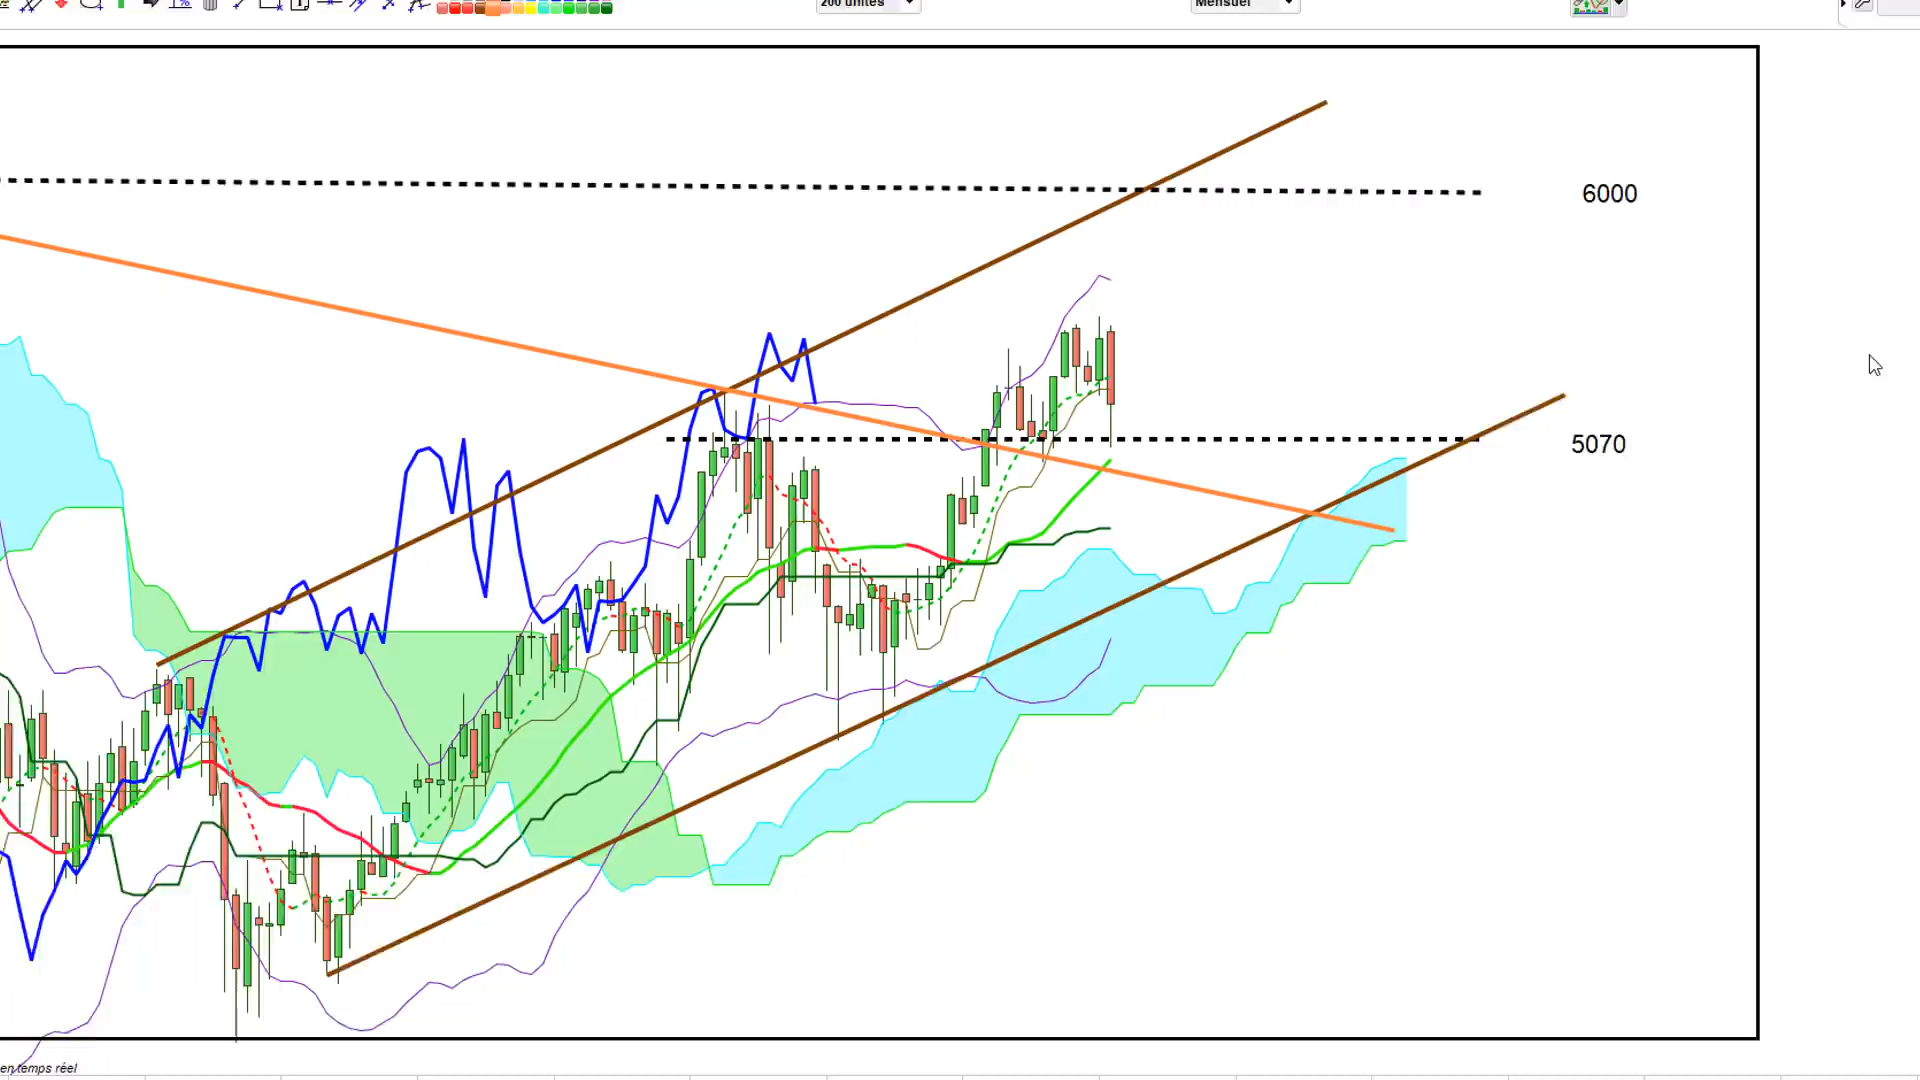 200 unités
Mensuel
6000
5070
en temps réel